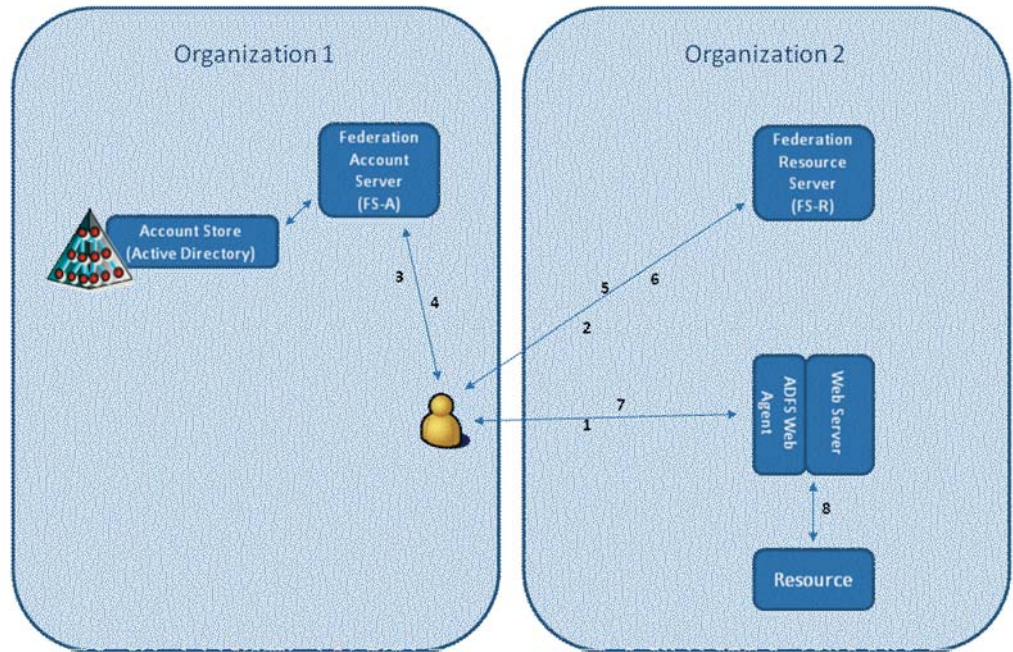 Organization 1
Organization 2
Federation
Account
Server
(FS-A)
Federation
Resource
Server
(FS-R)
Account Store
(Active Directory)
3
4
5
6
2
7
1
ADFS Web
Agent
Web Server
8
Resource